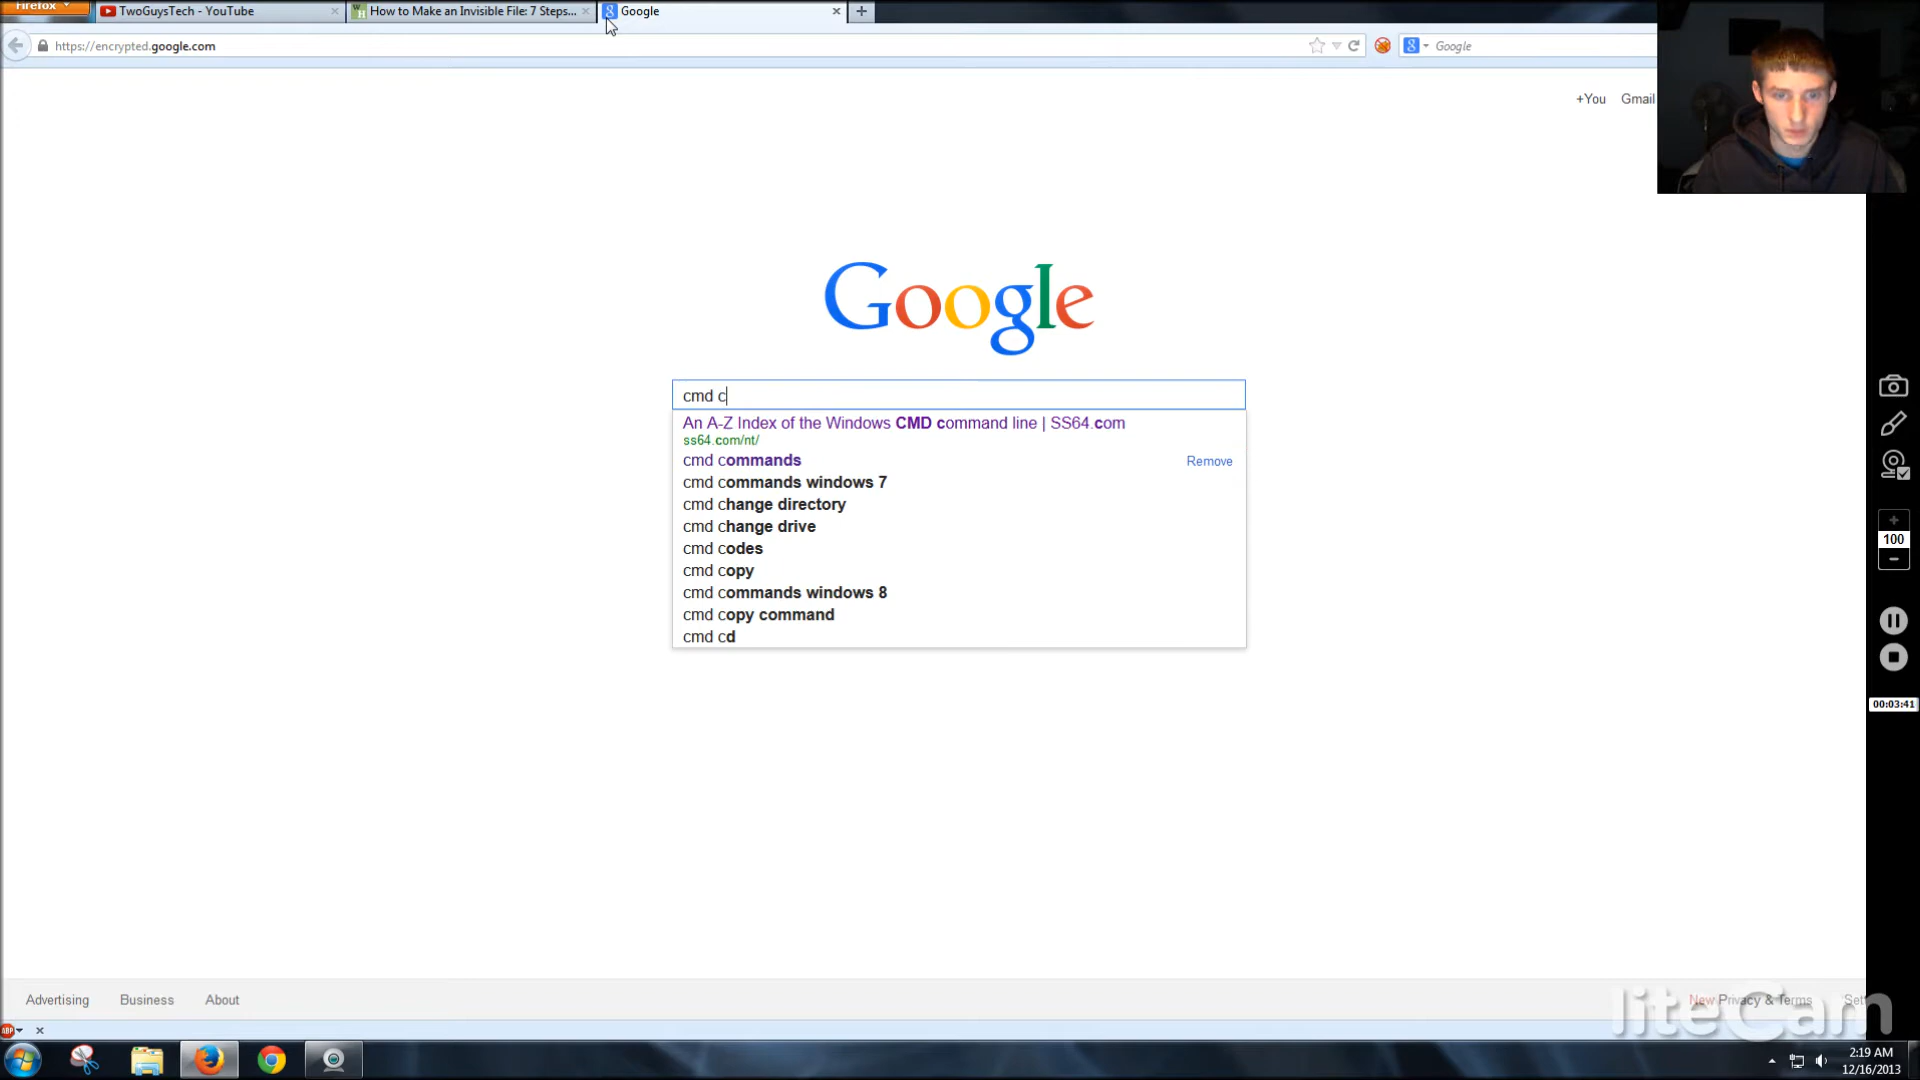 Firefox
TwoGuysTech - YouTube
How to Make an Invisible File: 7 Steps...
Google
https://encrypted.google.com
Google
+You Gmail
Google
cmd c
An A-Z Index of the Windows CMD command line | SS64.com
ss64.com/nt/
cmd commands
Remove
cmd commands windows 7
cmd change directory
cmd change drive
cmd codes
cmd copy
cmd commands windows 8
cmd copy command
cmd cd
100
00:03:41
Advertising Business About
New Privacy & Terms
liteCam
ABP
2:19 AM
12/16/2013